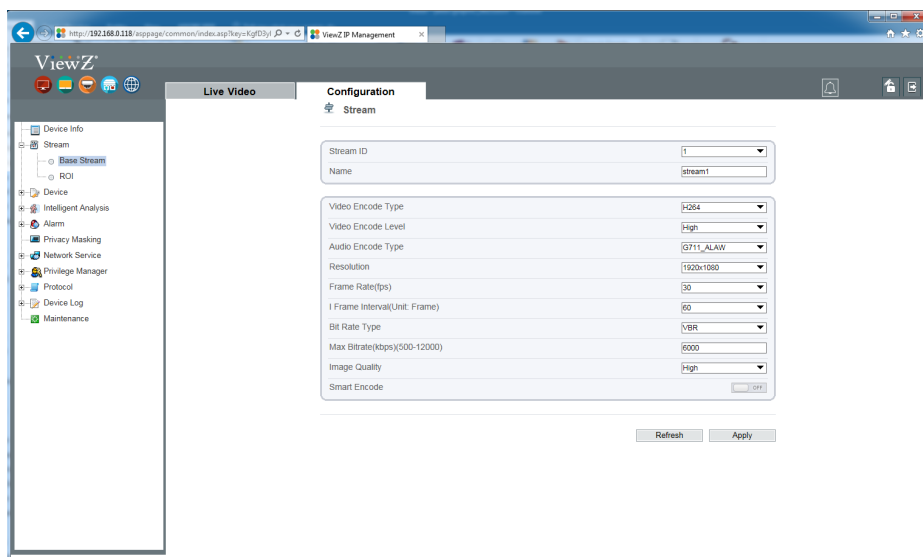 http://192.168.0.118/asppage/common/index.asp?key=KgfD3yl
ViewZ IP Management
ViewZ
Live Video
Configuration
Device Info
Stream
Base Stream
ROI
Device
Intelligent Analysis
Alarm
Privacy Masking
Network Service
Privilege Manager
Protocol
Device Log
Maintenance
Stream
Stream ID 1
Name stream1
Video Encode Type H264
Video Encode Level High
Audio Encode Type G711_ALAW
Resolution 1920x1080
Frame Rate(fps) 30
I Frame Interval(Unit: Frame) 60
Bit Rate Type VBR
Max Bitrate(kbps)(500-12000) 6000
Image Quality High
Smart Encode OFF
Refresh Apply